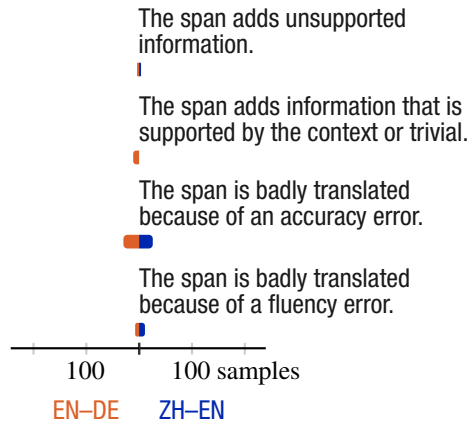 The span adds unsupported
information.
The span adds information that is
supported by the context or trivial.
The span is badly translated
because of an accuracy error.
The span is badly translated
because of a fluency error.
100 100 samples
EN–DE ZH–EN